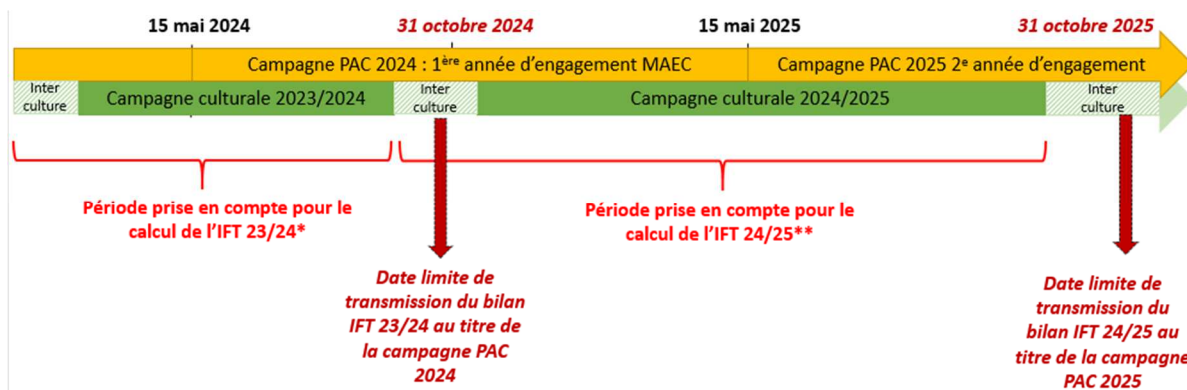 15 mai 2024
31 octobre 2024
15 mai 2025
31 octobre 2025
Campagne PAC 2024 : 1ère année d'engagement MAEC
Campagne PAC 2025 2e année d'engagement
Inter
culture
Campagne culturale 2023/2024
Inter
culture
Campagne culturale 2024/2025
Inter
culture
Période prise en compte pour le
calcul de l'IFT 23/24*
Période prise en compte pour le
calcul de l'IFT 24/25**
Date limite de
transmission du bilan
IFT 23/24 au titre de
la campagne PAC
2024
Date limite de
transmission du
bilan IFT 24/25 au
titre de la campagne
PAC 2025